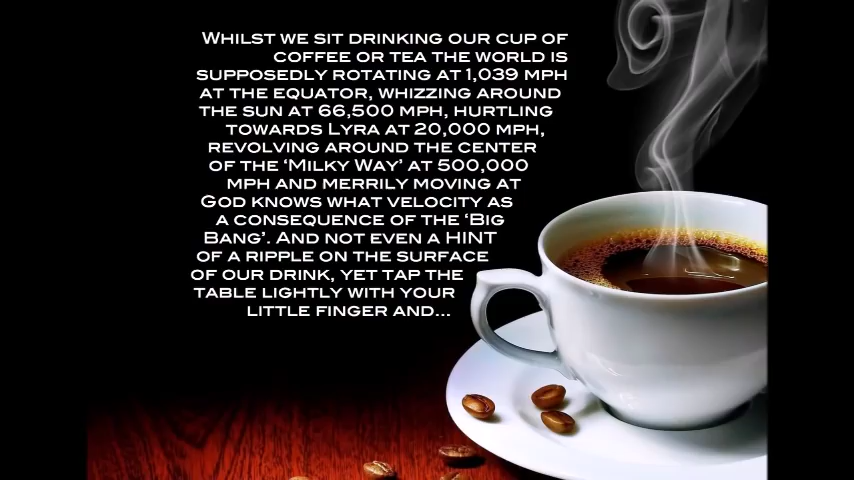 Whilst we sit drinking our cup of
coffee or tea the world is
supposedly rotating at 1,039 mph
at the equator, whizzing around
the sun at 66,500 mph, hurtling
towards Lyra at 20,000 mph,
revolving around the center
of the ‘Milky Way’ at 500,000
mph and merrily moving at
God knows what velocity as
a consequence of the ‘Big
Bang’. And not even a HINT
of a ripple on the surface
of our drink, yet tap the
table lightly with your
little finger and...